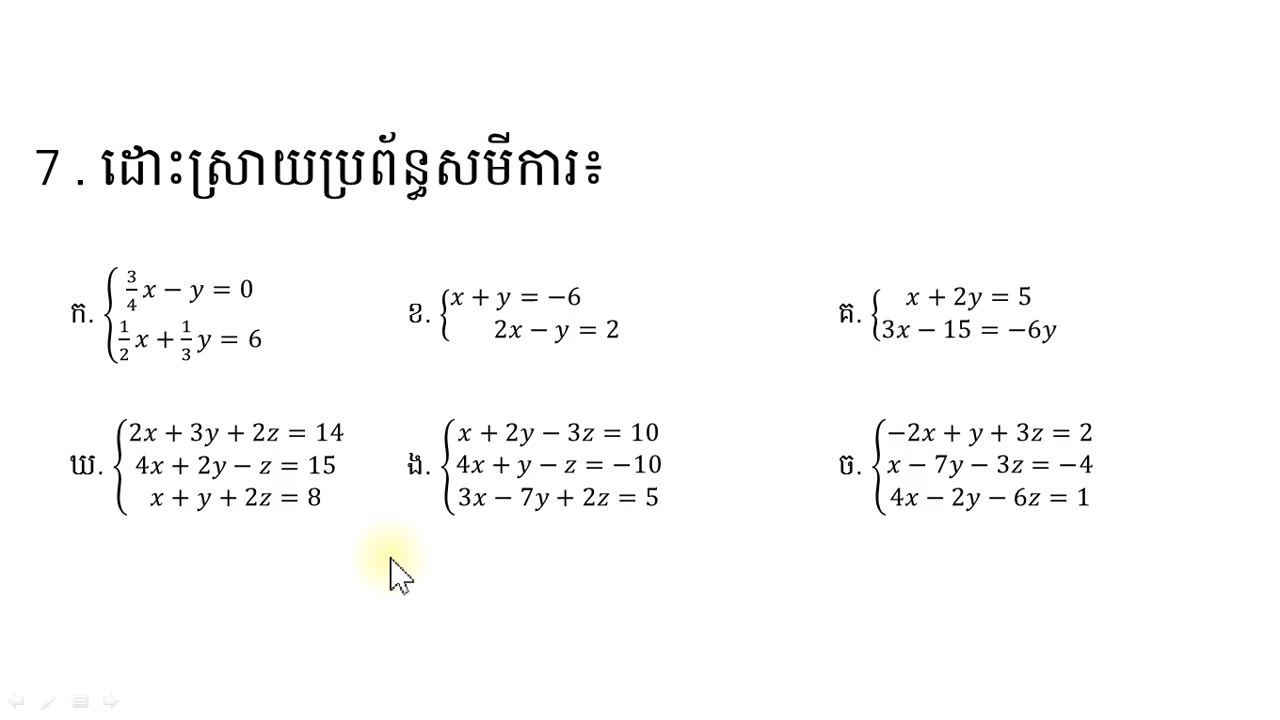 7 . ដោះស្រាយប្រព័ន្ធសមីការ៖
ក. {3/4 x − y = 0
1/2 x + 1/3 y = 6
ខ. {x + y = −6
2x − y = 2
គ. {x + 2y = 5
3x − 15 = −6y
ឃ. {2x + 3y + 2z = 14
4x + 2y − z = 15
x + y + 2z = 8
ង. {x + 2y − 3z = 10
4x + y − z = −10
3x − 7y + 2z = 5
ច. {−2x + y + 3z = 2
x − 7y − 3z = −4
4x − 2y − 6z = 1